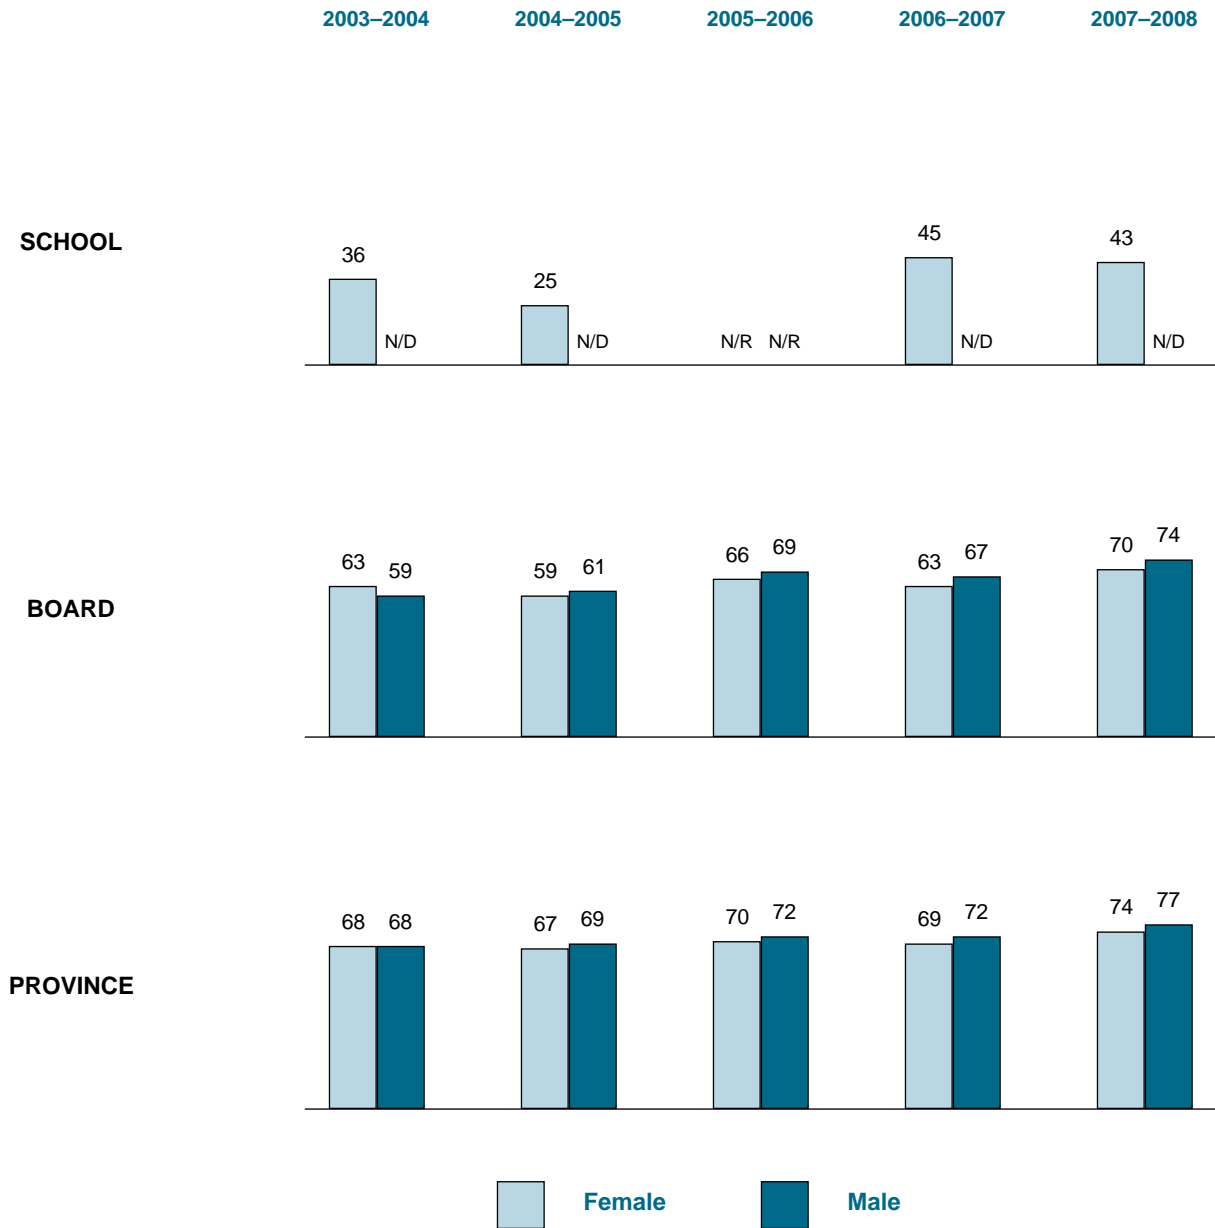 2003–2004 2004–2005 2005–2006 2006–2007 2007–2008
SCHOOL
36 25 45 43
N/D N/D N/R N/R N/D N/D
BOARD
63 59 59 61 66 69 63 67 70 74
PROVINCE
68 68 67 69 70 72 69 72 74 77
Female Male